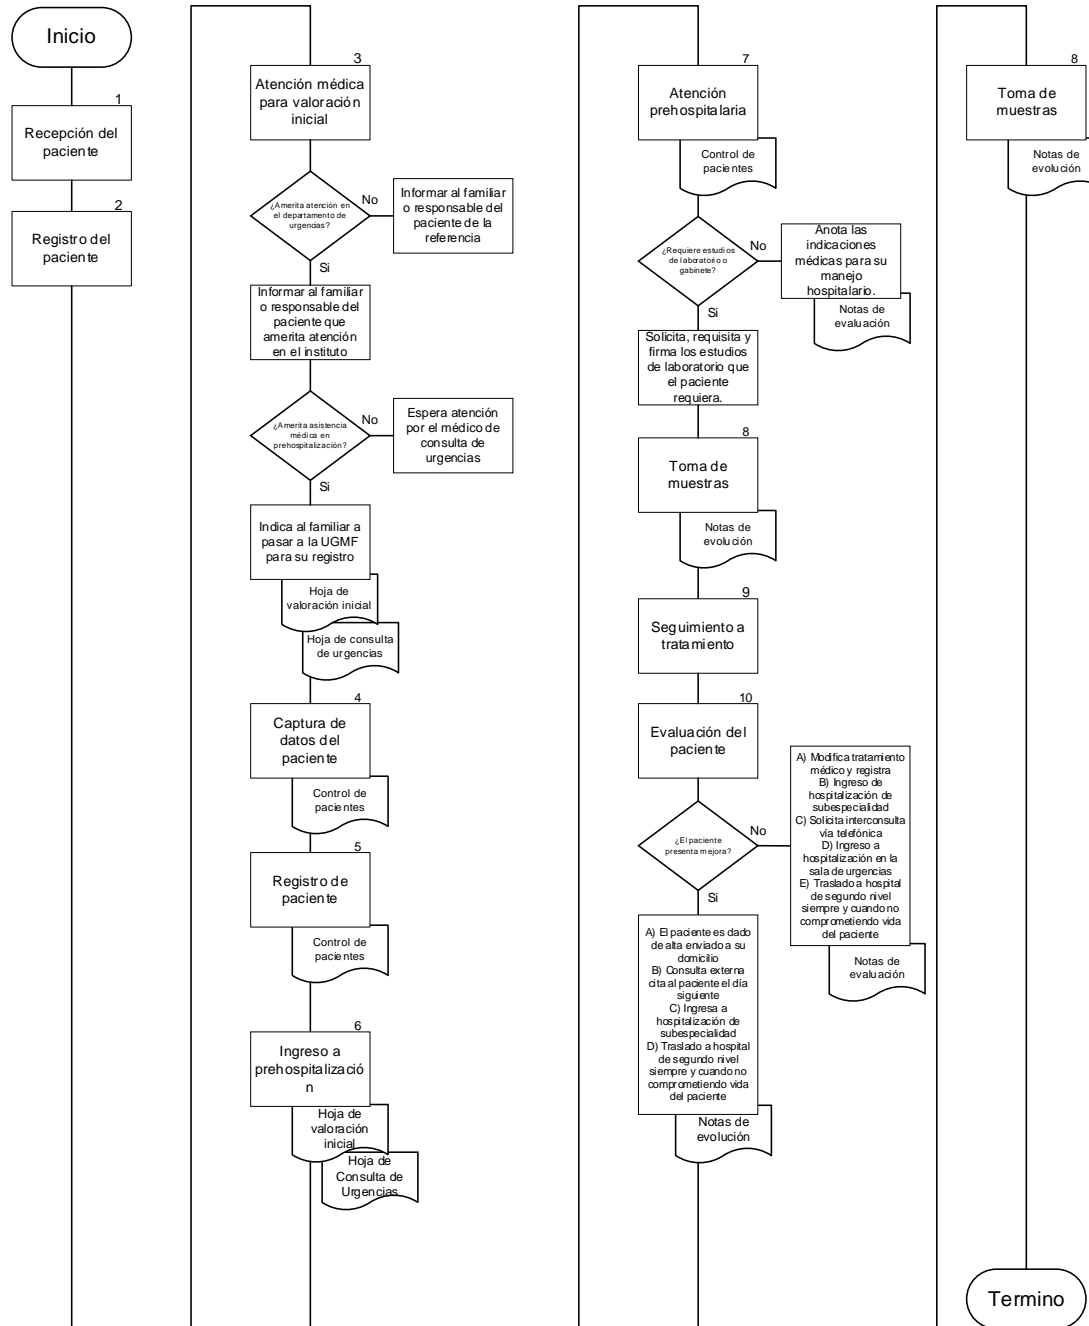 Inicio
1
Recepción del
paciente
2
Registro del
paciente
3
Atención médica
para valoración
inicial
¿Amerita atención en
el departamento de
urgencias?
No
Informar al familiar
o responsable del
paciente de la
referencia
Si
Informar al familiar
o responsable del
paciente que
amerita atención
en el instituto
¿Amerita asistencia
médica en
prehospitalización?
No
Espera atención
por el médico de
consulta de
urgencias
Si
Indica al familiar a
pasar a la UGMF
para su registro
Hoja de
valoración inicial
Hoja de consulta
de urgencias
4
Captura de
datos del
paciente
Control de
pacientes
5
Registro de
paciente
Control de
pacientes
6
Ingreso a
prehospitalizació
n
Hoja de
valoración
inicial
Hoja de
Consulta de
Urgencias
7
Atención
prehospitalaria
Control de
pacientes
¿Requiere estudios
de laboratorio o
gabinete?
No
Anota las
indicaciones
médicas para su
manejo
hospitalario.
Notas de
evaluación
Si
Solicita, requisita y
firma los estudios
de laboratorio que
el paciente
requiera.
8
Toma de
muestras
Notas de
evolución
9
Seguimiento a
tratamiento
10
Evaluación del
paciente
¿El paciente
presenta mejora?
No
A) Modifica tratamiento
médico y registra
B) Ingreso de
hospitalización de
subespecialidad
C) Solicita interconsulta
vía telefónica
D) Ingreso a
hospitalización en la
sala de urgencias
E) Traslado a hospital
de segundo nivel
siempre y cuando no
comprometiendo vida
del paciente
Notas de
evaluación
Si
A) El paciente es dado
de alta enviado a su
domicilio
B) Consulta externa
cita al paciente el día
siguiente
C) Ingresa a
hospitalización de
subespecialidad
D) Traslado a hospital
de segundo nivel
siempre y cuando no
comprometiendo vida
del paciente
Notas de
evolución
8
Toma de
muestras
Notas de
evolución
Termino